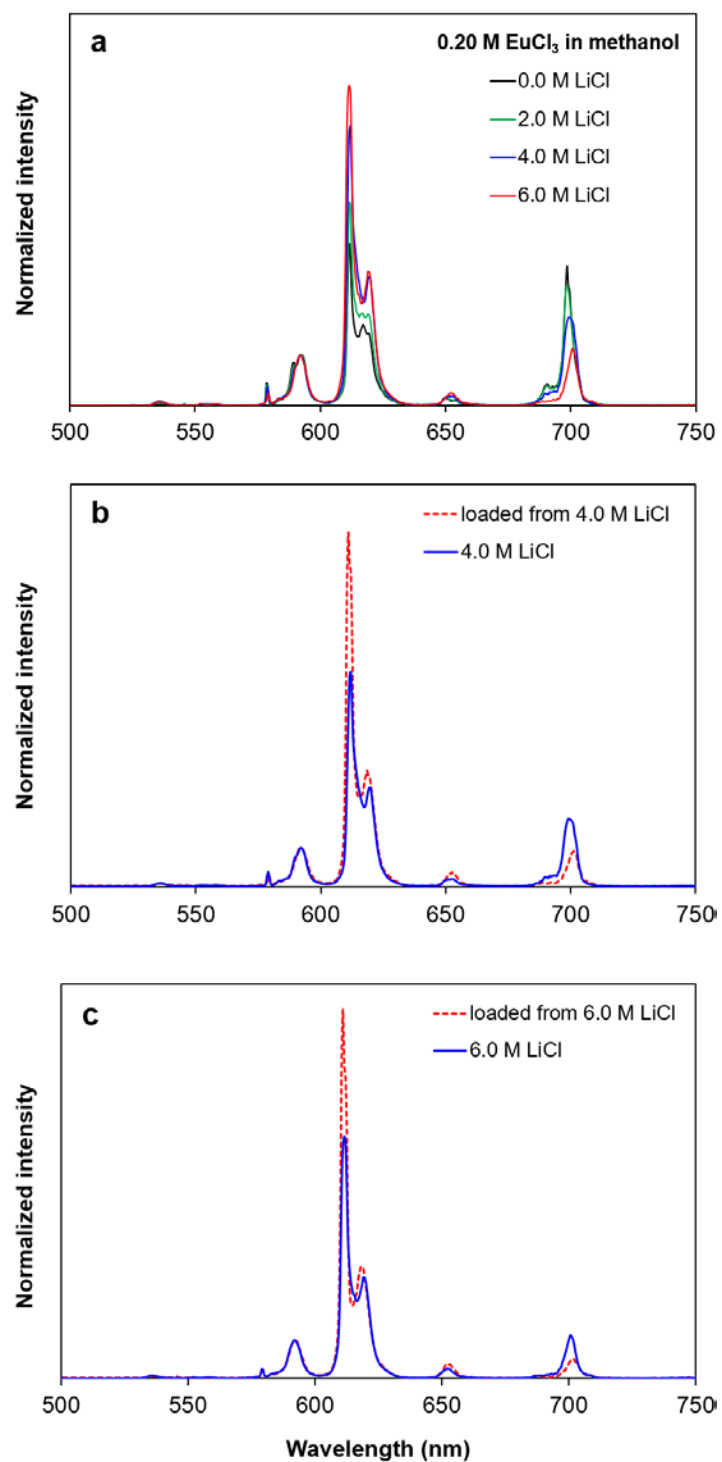 a
0.20 M EuCl₃ in methanol
0.0 M LiCl
2.0 M LiCl
4.0 M LiCl
6.0 M LiCl
Normalized intensity
500 550 600 650 700 750
b
loaded from 4.0 M LiCl
4.0 M LiCl
Normalized intensity
500 550 600 650 700 750
c
loaded from 6.0 M LiCl
6.0 M LiCl
Normalized intensity
500 550 600 650 700 750
Wavelength (nm)